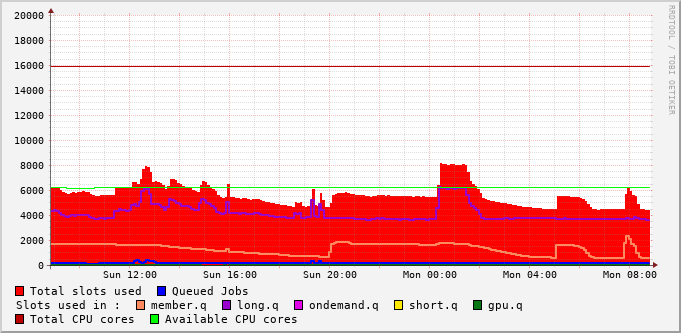 20000
18000
16000
14000
12000
10000
8000
6000
4000
2000
0
Sun 12:00 Sun 16:00 Sun 20:00 Mon 00:00 Mon 04:00 Mon 08:00
RRDTOOL / TOBI OETIKER
Total slots used Queued Jobs
Slots used in : member.q long.q ondemand.q short.q gpu.q
Total CPU cores Available CPU cores